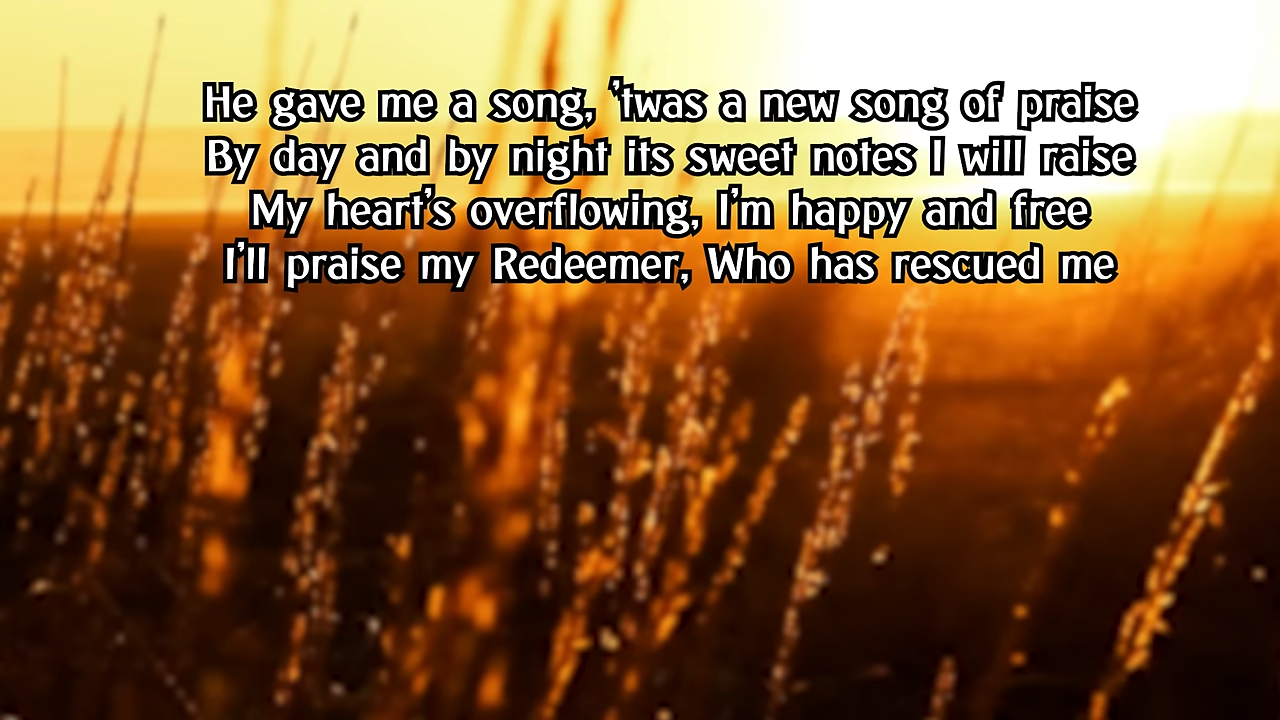 He gave me a song, 'twas a new song of praise
By day and by night its sweet notes I will raise
My heart's overflowing, I'm happy and free
I'll praise my Redeemer, Who has rescued me